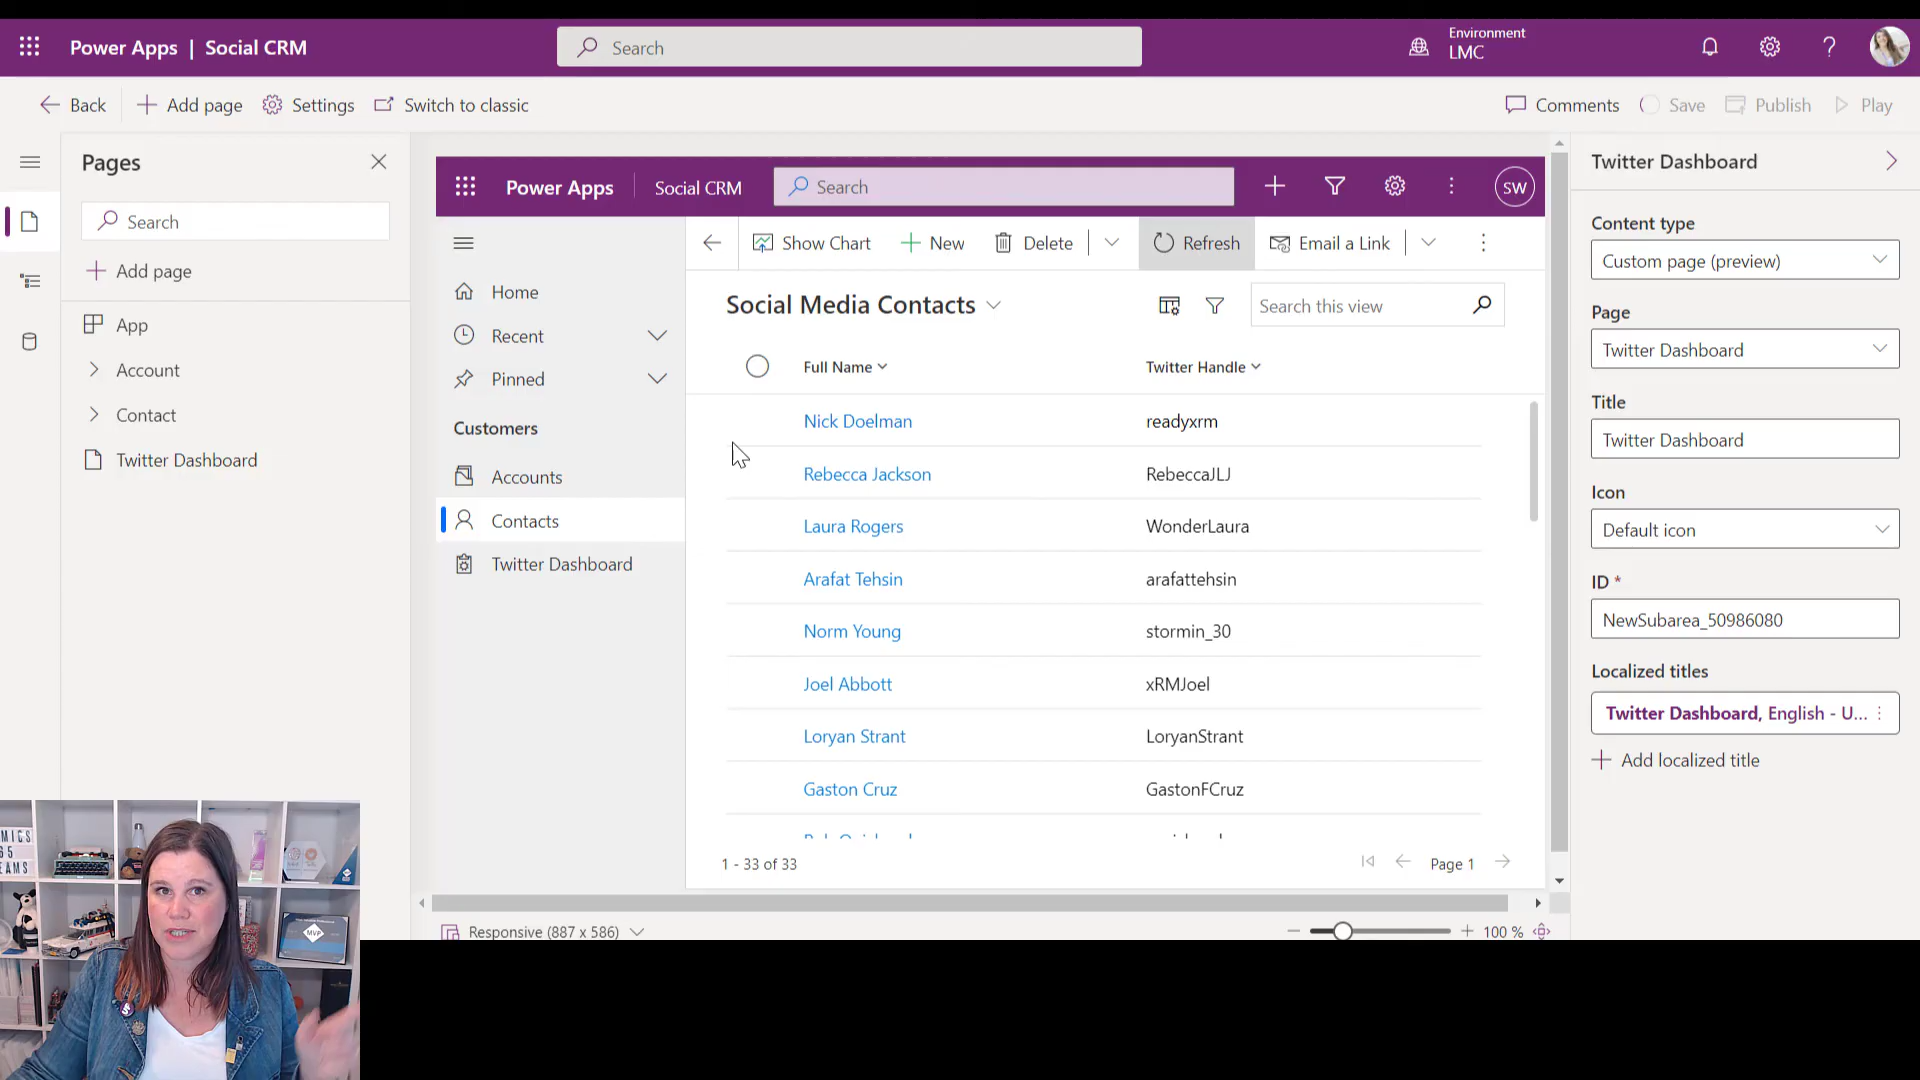 Power Apps | Social CRM
Search
Environment
LMC
Back
Add page
Settings
Switch to classic
Comments
Save
Publish
Play
Pages
Search
Add page
App
Account
Contact
Twitter Dashboard
Power Apps
Social CRM
Search
SW
Home
Recent
Pinned
Customers
Accounts
Contacts
Twitter Dashboard
Show Chart
New
Delete
Refresh
Email a Link
Social Media Contacts
Search this view
Full Name
Twitter Handle
Nick Doelman readyxrm
Rebecca Jackson RebeccaJLJ
Laura Rogers WonderLaura
Arafat Tehsin arafattehsin
Norm Young stormin_30
Joel Abbott xRMJoel
Loryan Strant LoryanStrant
Gaston Cruz GastonFCruz
1 - 33 of 33
Page 1
Responsive (887 x 586)
100 %
Twitter Dashboard
Content type
Custom page (preview)
Page
Twitter Dashboard
Title
Twitter Dashboard
Icon
Default icon
ID *
NewSubarea_50986080
Localized titles
Twitter Dashboard, English - U...
Add localized title
MICS
65
EAMS
MVP